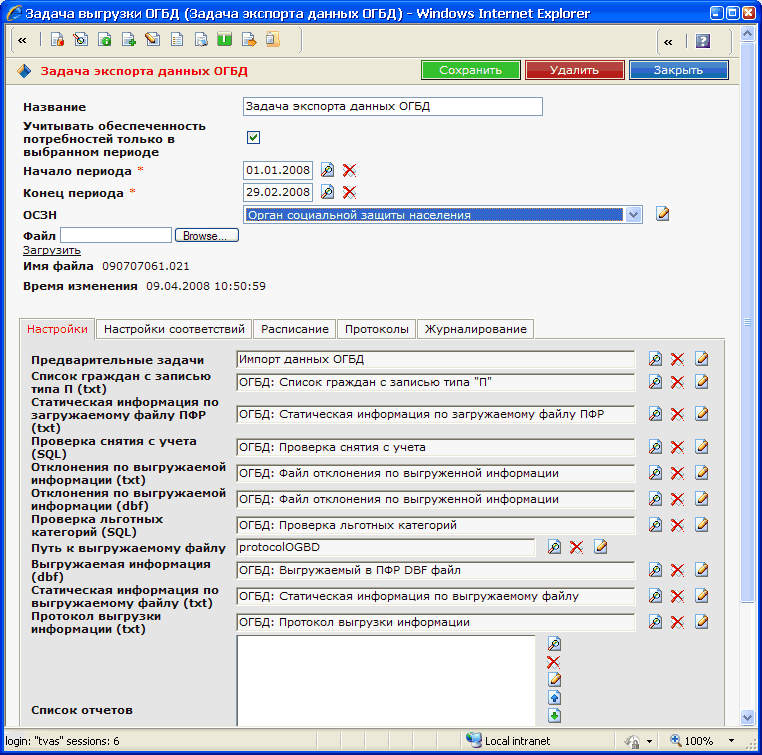 Задача выгрузки ОГБД (Задача экспорта данных ОГБД) - Windows Internet Explorer
Задача экспорта данных ОГБД
Сохранить Удалить Закрыть
Название Задача экспорта данных ОГБД
Учитывать обеспеченность
потребностей только в
выбранном периоде
Начало периода * 01.01.2008
Конец периода * 29.02.2008
ОСЗН Орган социальной защиты населения
Файл Browse...
Загрузить
Имя файла 090707061.021
Время изменения 09.04.2008 10:50:59
Настройки Настройки соответствий Расписание Протоколы Журналирование
Предварительные задачи Импорт данных ОГБД
Список граждан с записью
типа П (txt) ОГБД: Список граждан с записью типа "П"
Статическая информация по
загружаемому файлу ПФР
(txt) ОГБД: Статическая информация по загружаемому файлу ПФР
Проверка снятия с учета
(SQL) ОГБД: Проверка снятия с учета
Отклонения по выгружаемой
информации (txt) ОГБД: Файл отклонения по выгруженной информации
Отклонения по выгружаемой
информации (dbf) ОГБД: Файл отклонения по выгруженной информации
Проверка льготных
категорий (SQL) ОГБД: Проверка льготных категорий
Путь к выгружаемому файлу protocolOGBD
Выгружаемая информация
(dbf) ОГБД: Выгружаемый в ПФР DBF файл
Статическая информация по
выгружаемому файлу (txt) ОГБД: Статическая информация по выгружаемому файлу
Протокол выгрузки
информации (txt) ОГБД: Протокол выгрузки информации
Список отчетов
login: "tvas" sessions: 6 Local intranet 100%